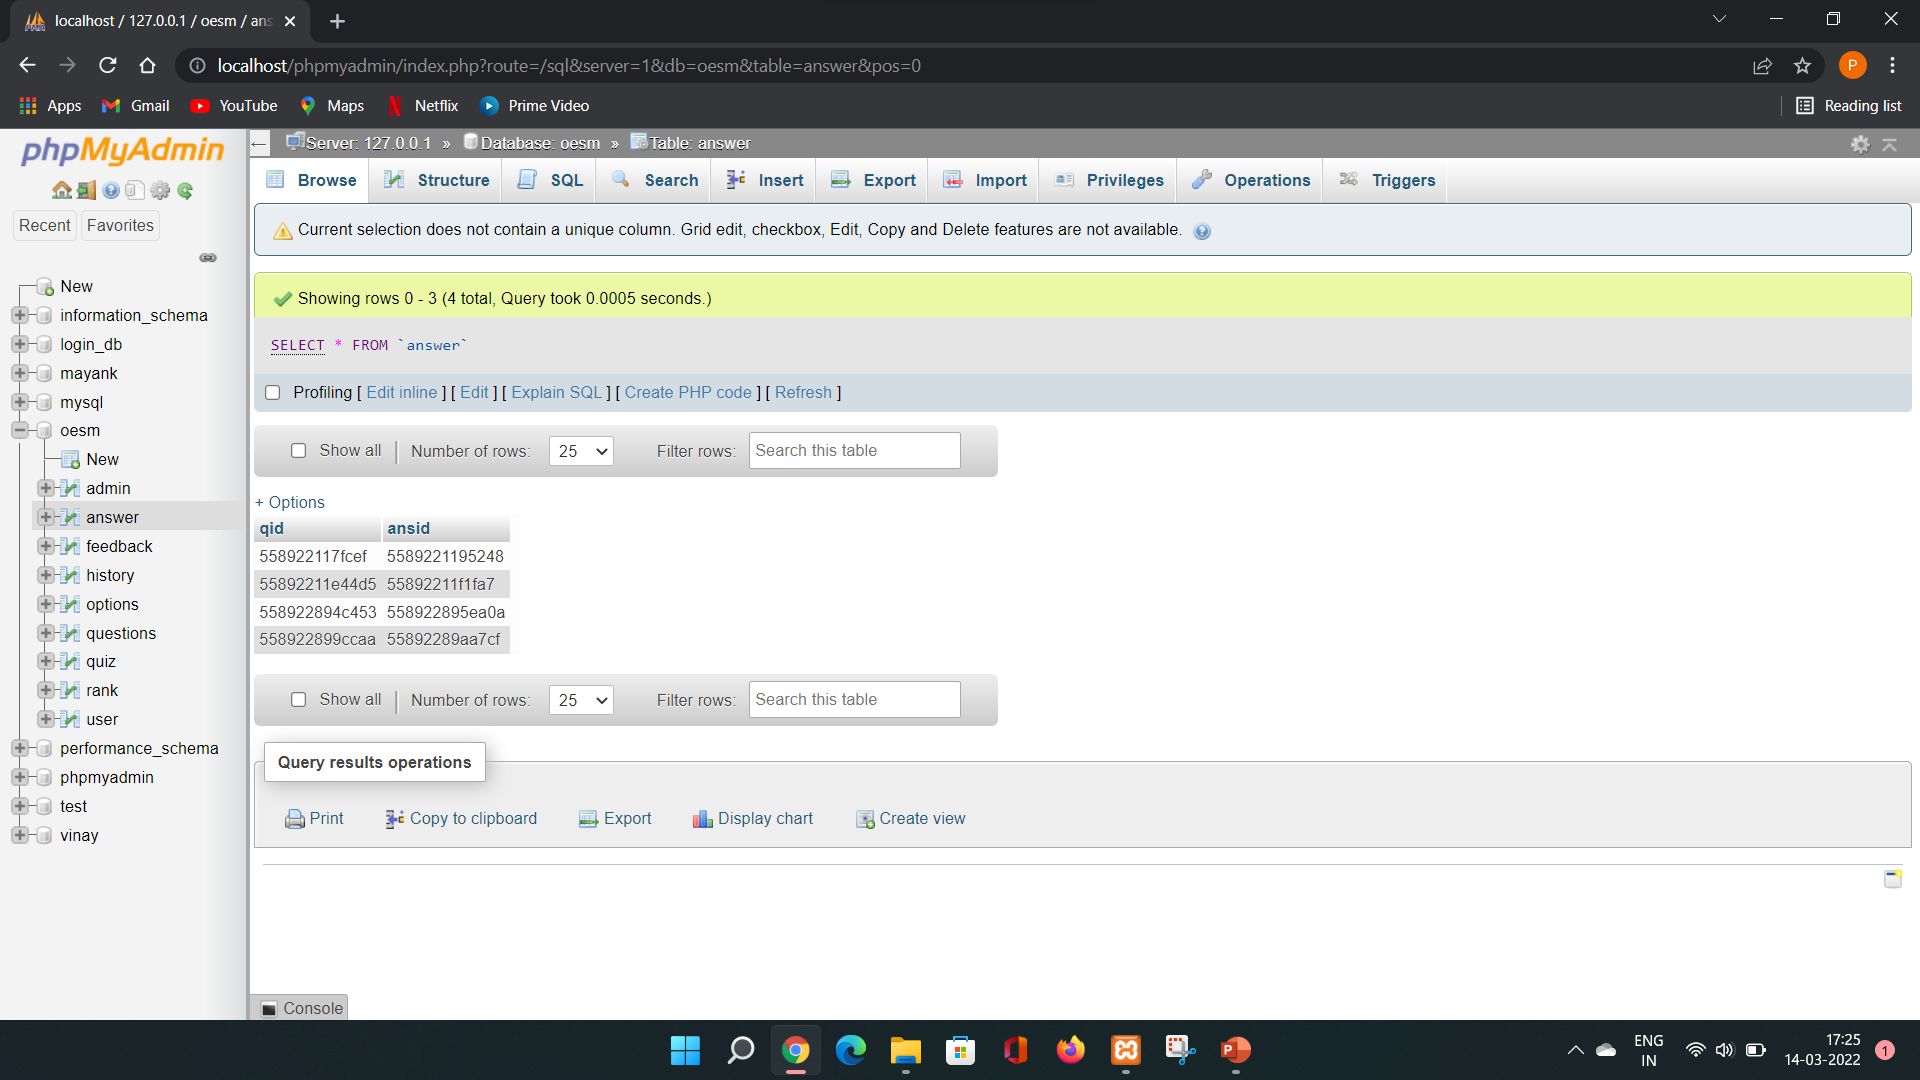 localhost / 127.0.0.1 / oesm / ans
localhost/phpmyadmin/index.php?route=/sql&server=1&db=oesm&table=answer&pos=0
P
Apps
Gmail
YouTube
Maps
Netflix
Prime Video
Reading list
phpMyAdmin
Recent
Favorites
New
information_schema
login_db
mayank
mysql
oesm
New
admin
answer
feedback
history
options
questions
quiz
rank
user
performance_schema
phpmyadmin
test
vinay
Server: 127.0.0.1 » Database: oesm » Table: answer
Browse
Structure
SQL
Search
Insert
Export
Import
Privileges
Operations
Triggers
Current selection does not contain a unique column. Grid edit, checkbox, Edit, Copy and Delete features are not available.
Showing rows 0 - 3 (4 total, Query took 0.0005 seconds.)
SELECT * FROM `answer`
Profiling [ Edit inline ] [ Edit ] [ Explain SQL ] [ Create PHP code ] [ Refresh ]
Show all Number of rows: 25 Filter rows: Search this table
+ Options
qid ansid
558922117fcef 5589221195248
55892211e44d5 55892211f1fa7
558922894c453 558922895ea0a
558922899ccaa 55892289aa7cf
Show all Number of rows: 25 Filter rows: Search this table
Query results operations
Print
Copy to clipboard
Export
Display chart
Create view
Console
ENG
IN
17:25
14-03-2022
1